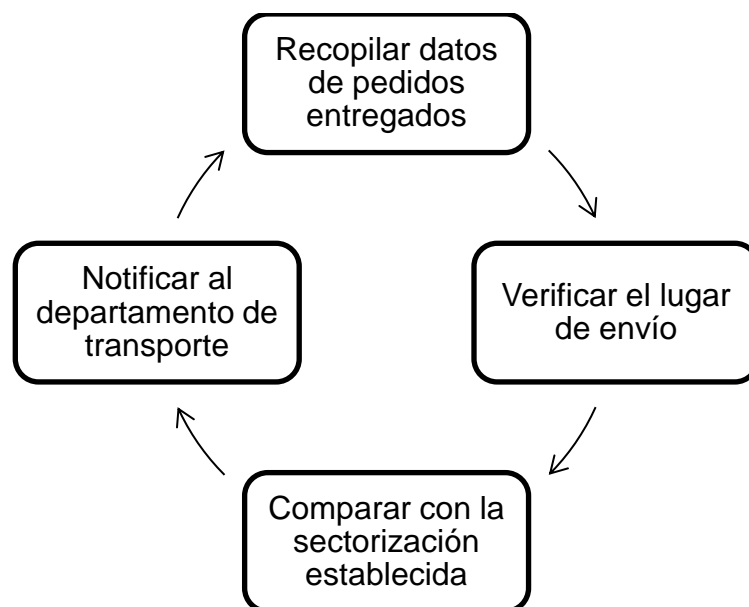 Recopilar datos
de pedidos
entregados
Notificar al
departamento de
transporte
Verificar el lugar
de envío
Comparar con la
sectorización
establecida